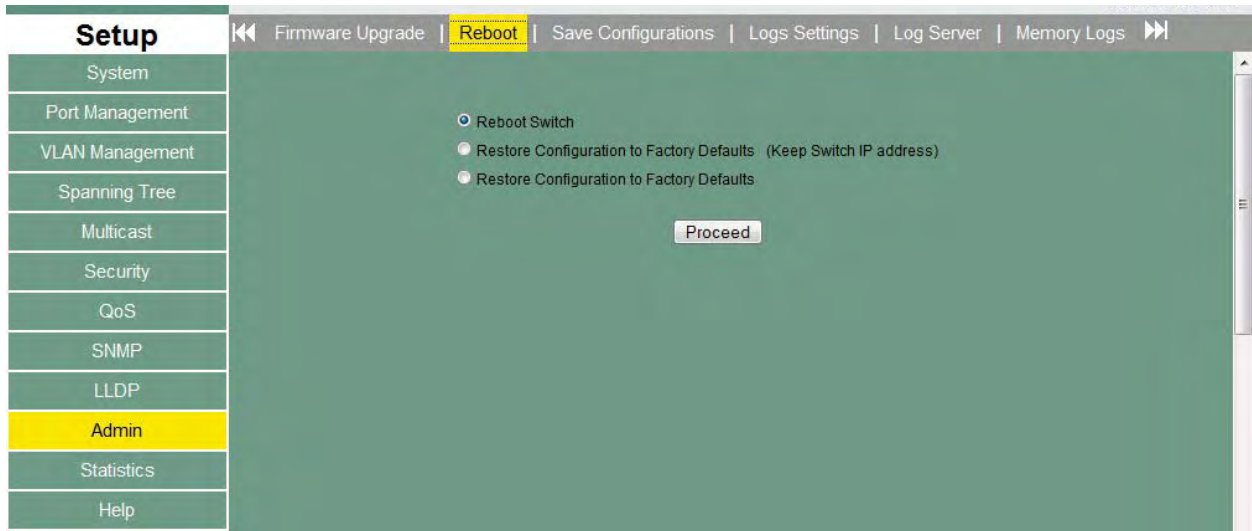 Setup
Firmware Upgrade | Reboot | Save Configurations | Logs Settings | Log Server | Memory Logs
System
Port Management
VLAN Management
Spanning Tree
Multicast
Security
QoS
SNMP
LLDP
Admin
Statistics
Help
Reboot Switch
Restore Configuration to Factory Defaults (Keep Switch IP address)
Restore Configuration to Factory Defaults
Proceed